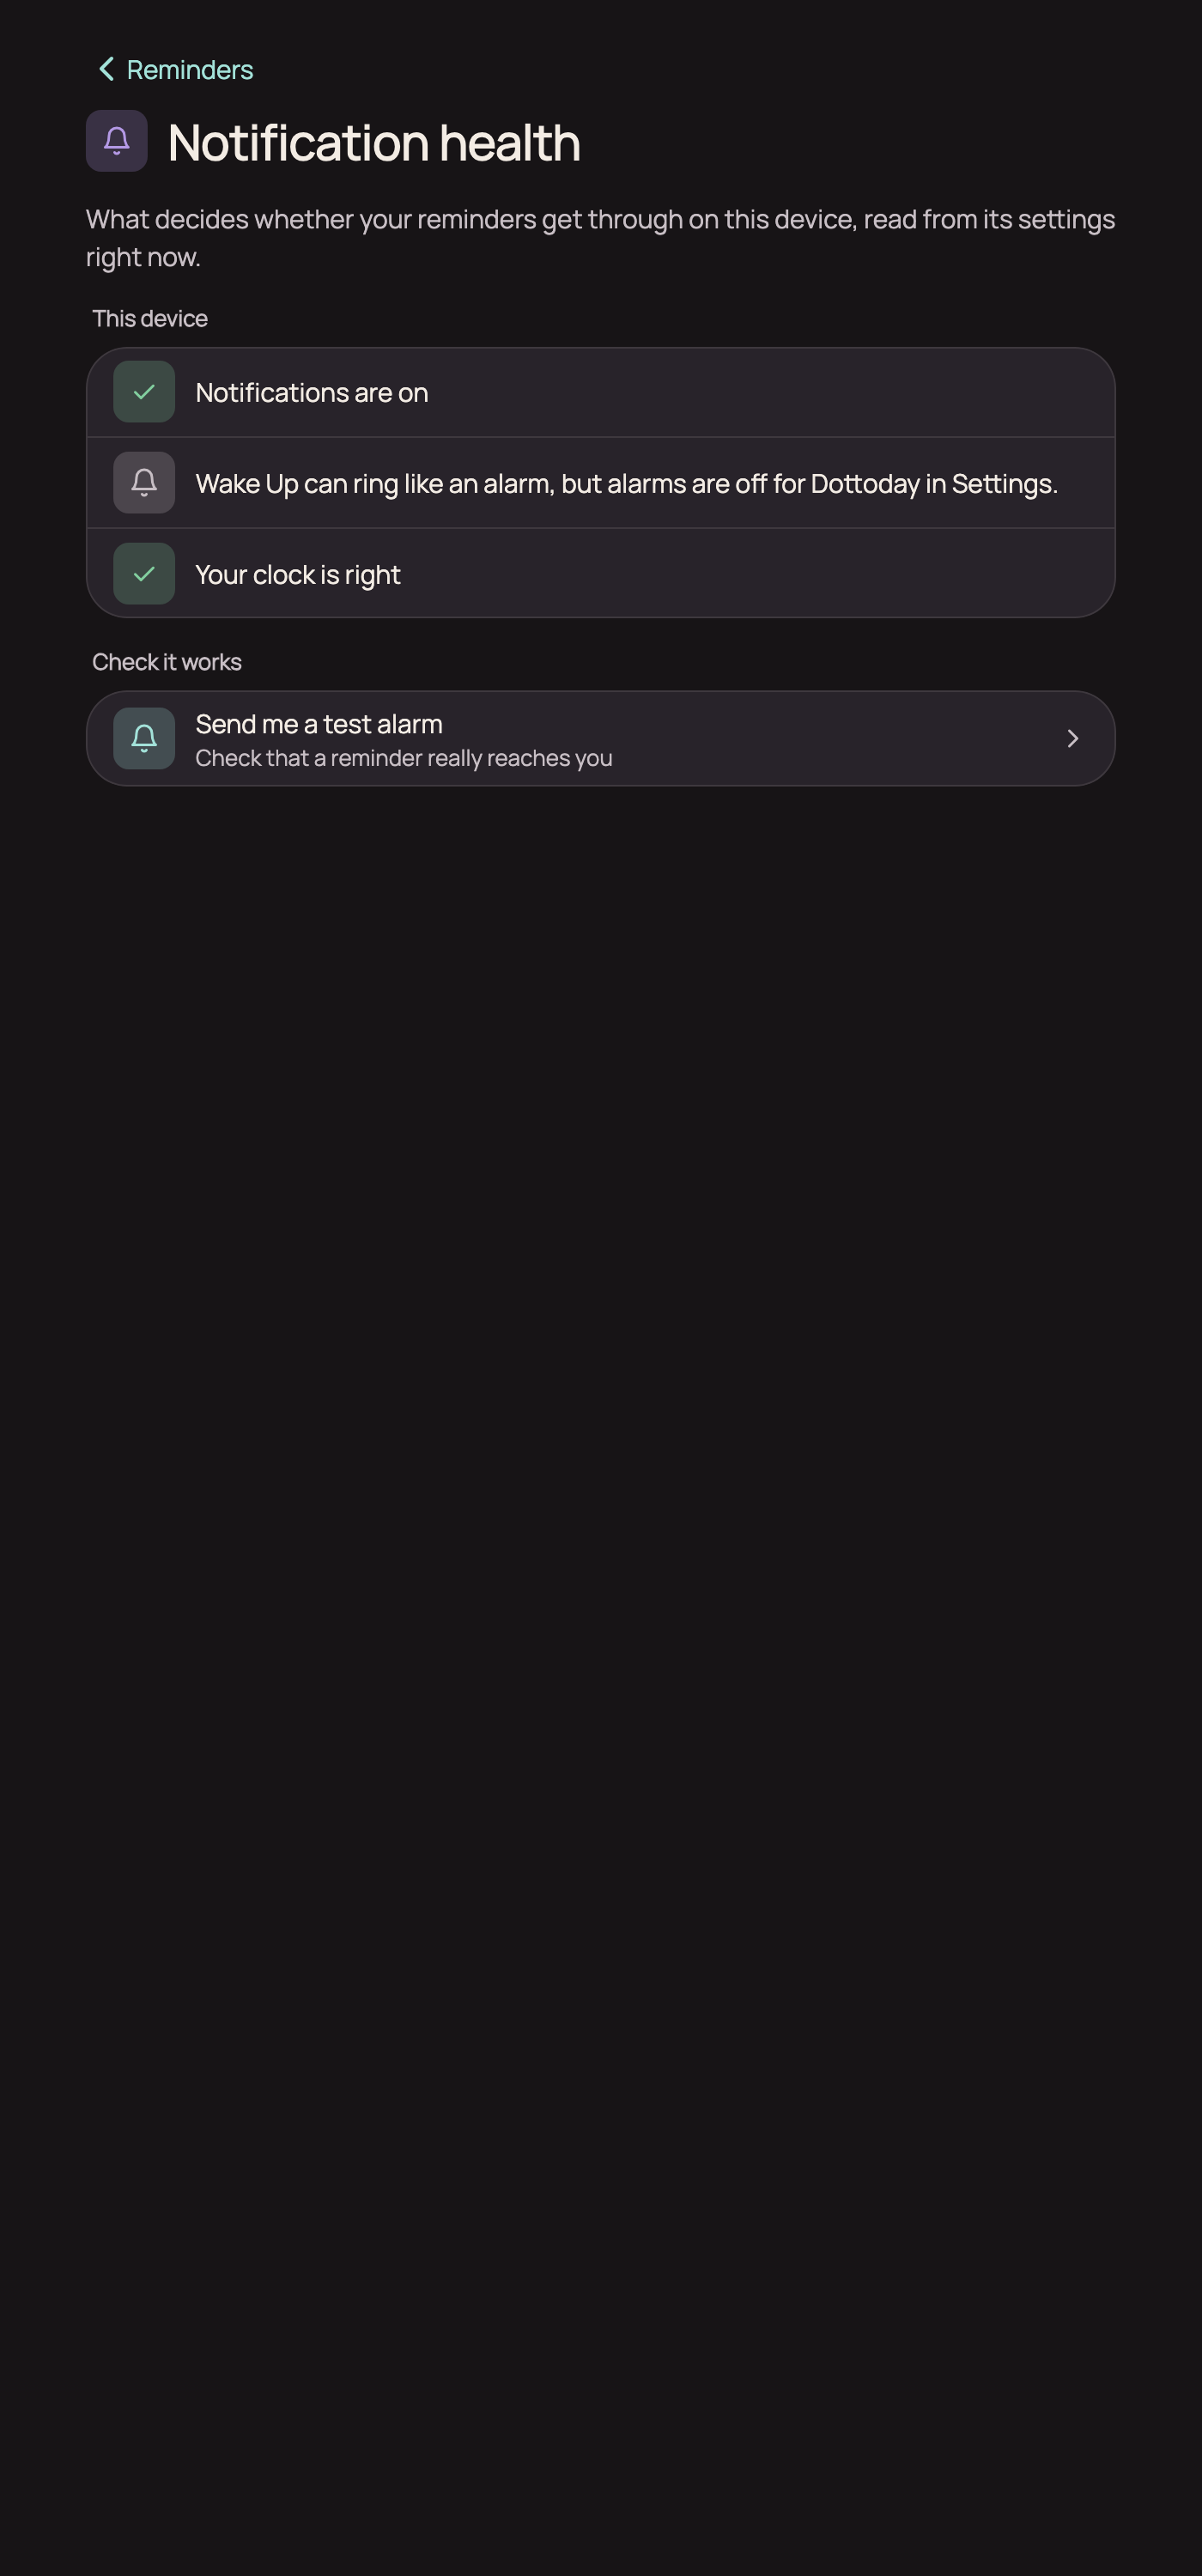 Reminders
Notification health
What decides whether your reminders get through on this device, read from its settings
right now.
This device
Notifications are on
Wake Up can ring like an alarm, but alarms are off for Dottoday in Settings.
Your clock is right
Check it works
Send me a test alarm
Check that a reminder really reaches you